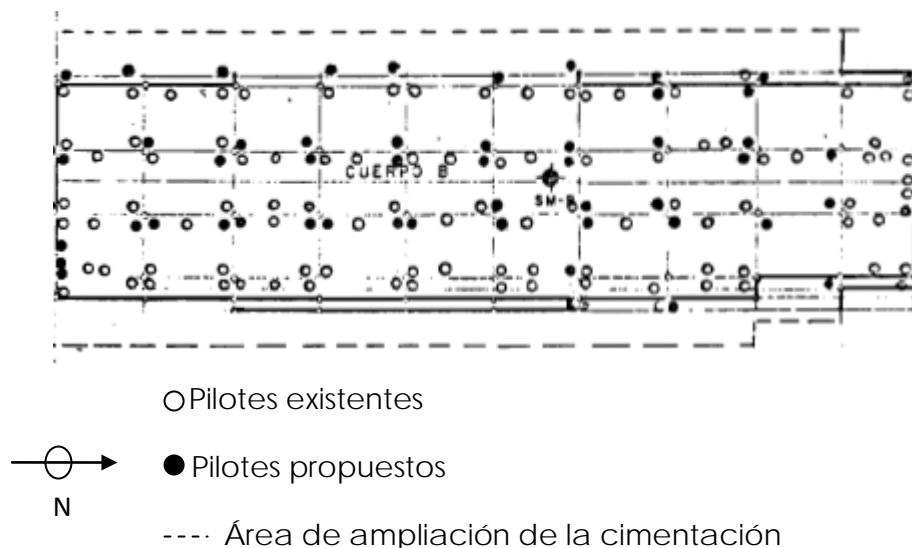 CUERPO B
SM-
Pilotes existentes
Pilotes propuestos
N
Área de ampliación de la cimentación